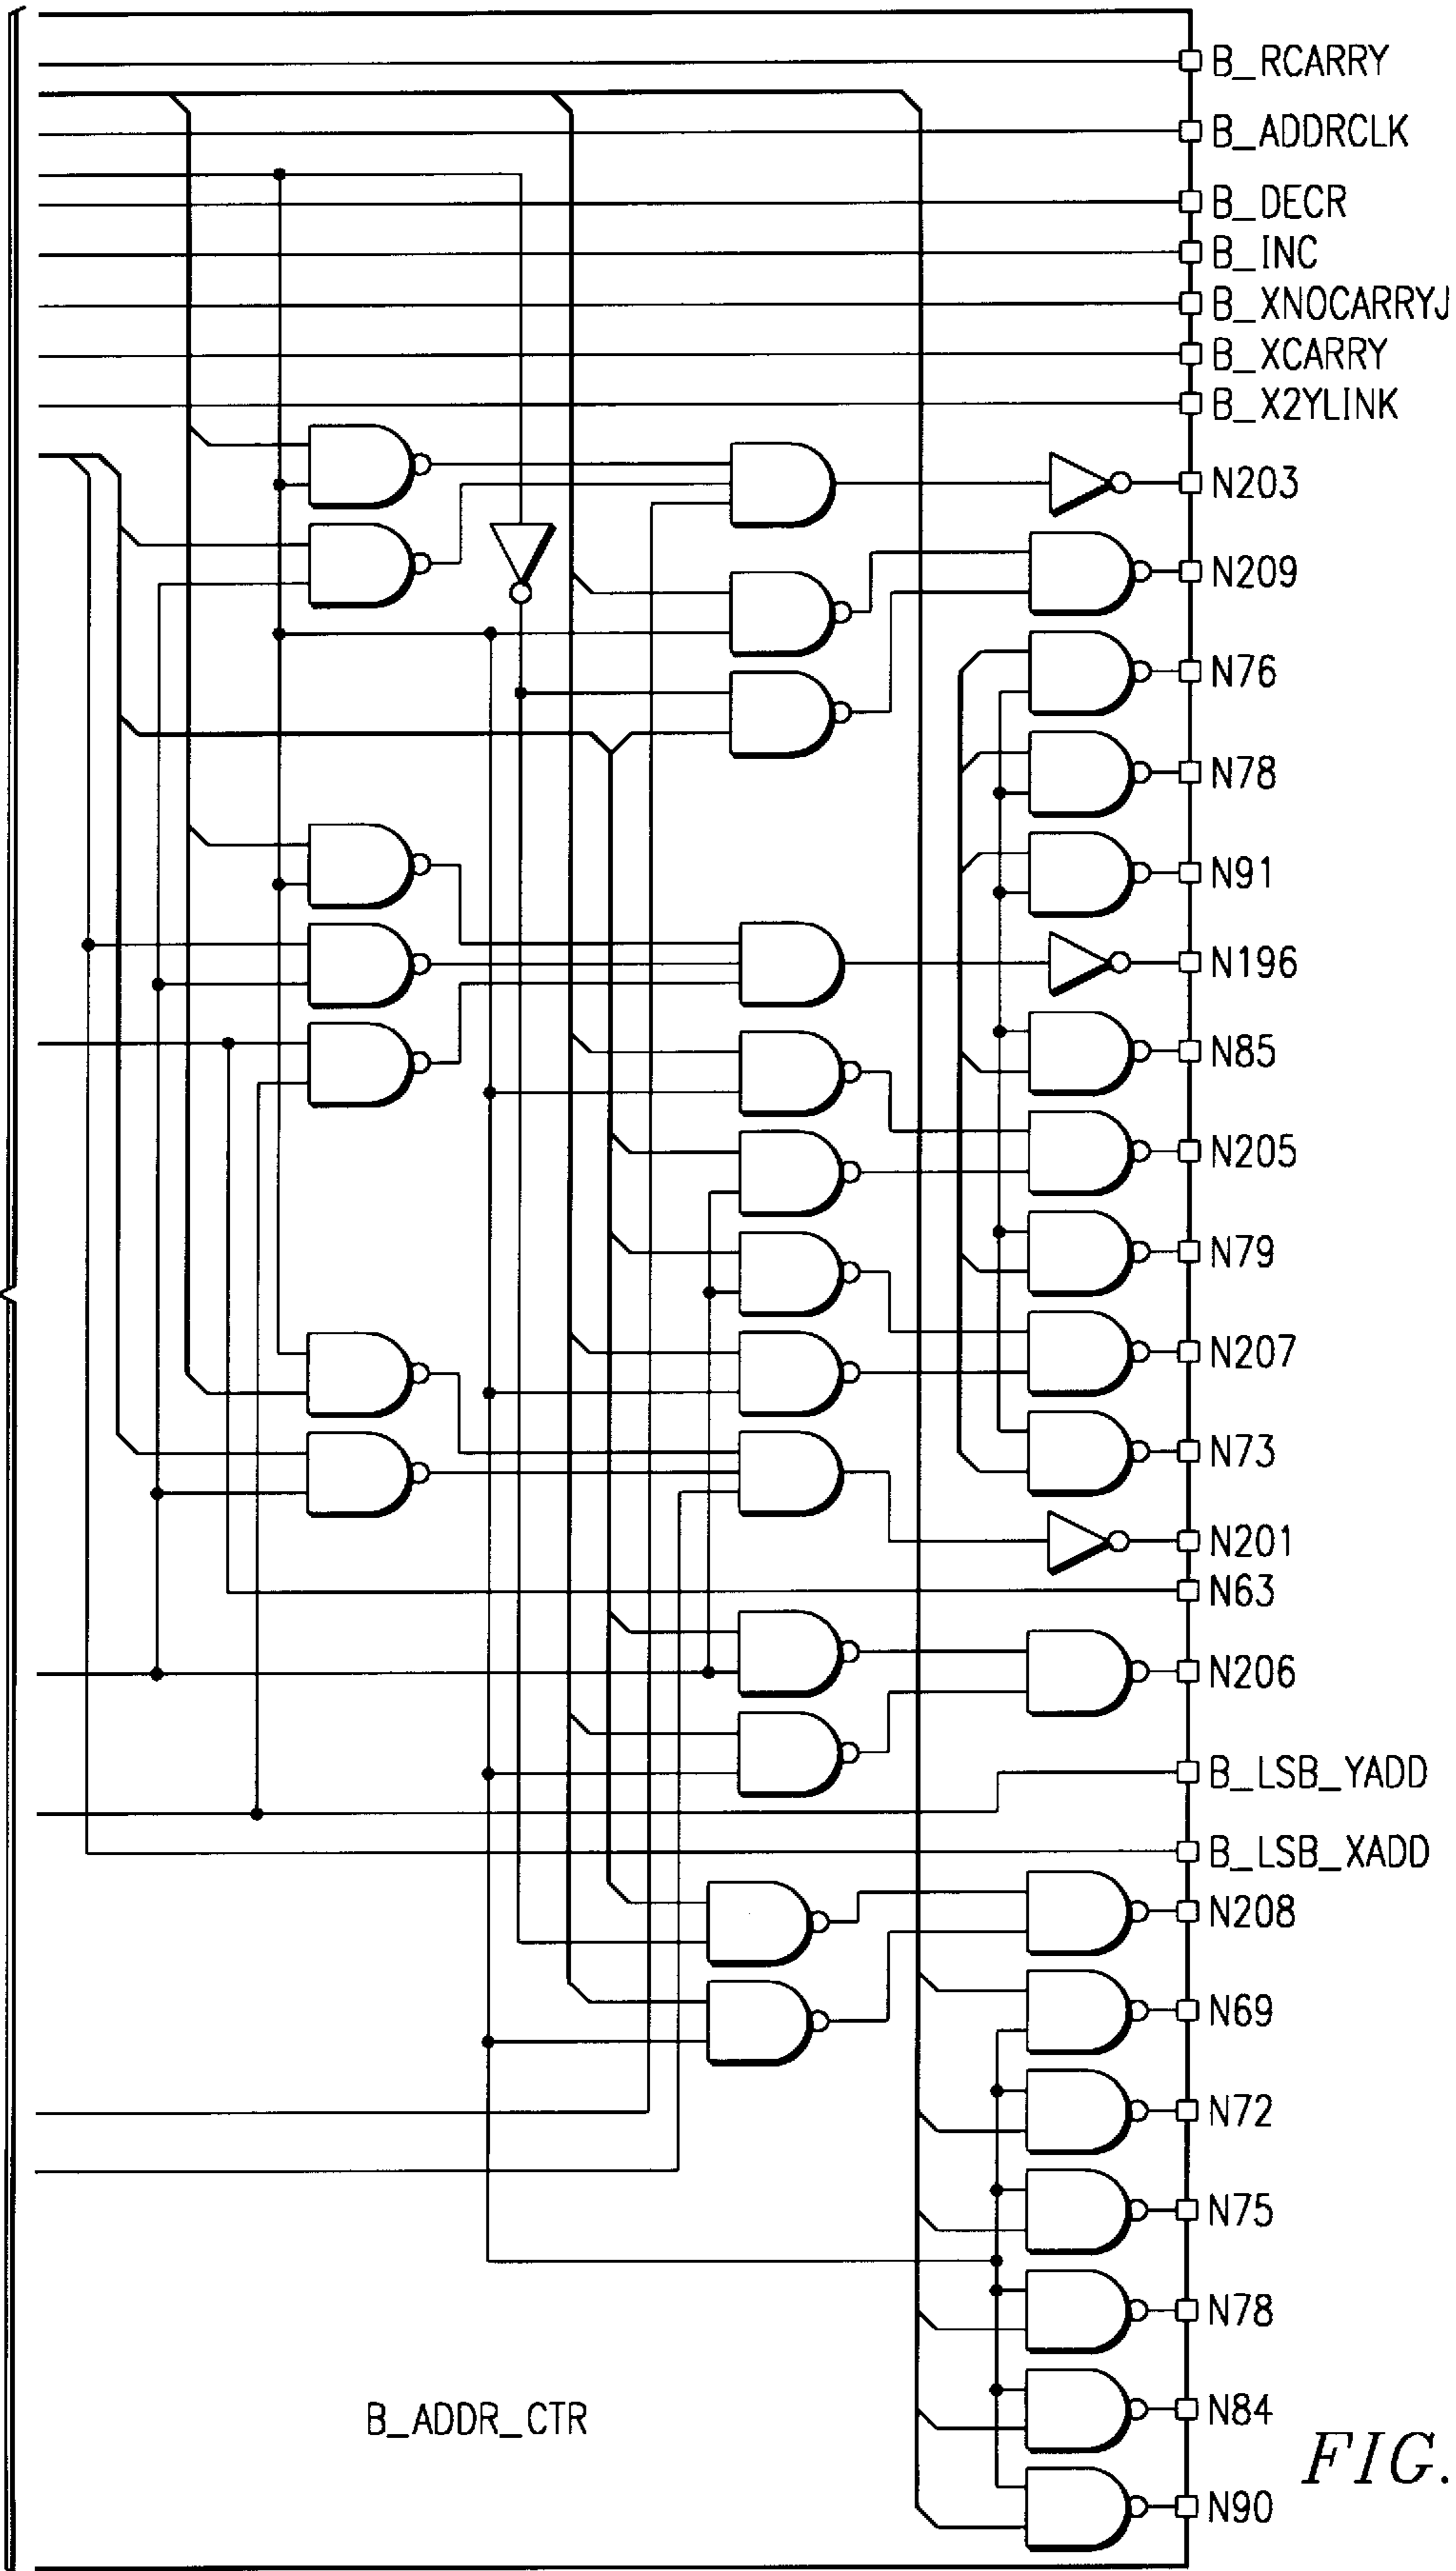 B_RCARRY
B_ADDRCLK
B_DECR
B_INC
B_XNOCARRYJ
B_XCARRY
B_X2YLINK
N203
N209
N76
N78
N91
N196
N85
N205
N79
N207
N73
N201
N63
N206
B_LSB_YADD
B_LSB_XADD
N208
N69
N72
N75
N78
N84
N90
B_ADDR_CTR
FIG.